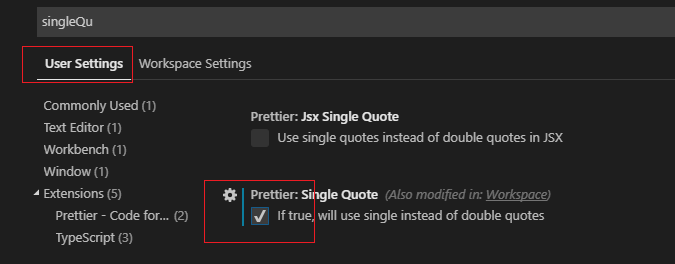 singleQu
User Settings
Workspace Settings
Commonly Used (1)
Text Editor (1)
Workbench (1)
Window (1)
Extensions (5)
Prettier - Code for... (2)
TypeScript (3)
Prettier: Jsx Single Quote
Use single quotes instead of double quotes in JSX
Prettier: Single Quote (Also modified in: Workspace)
If true, will use single instead of double quotes